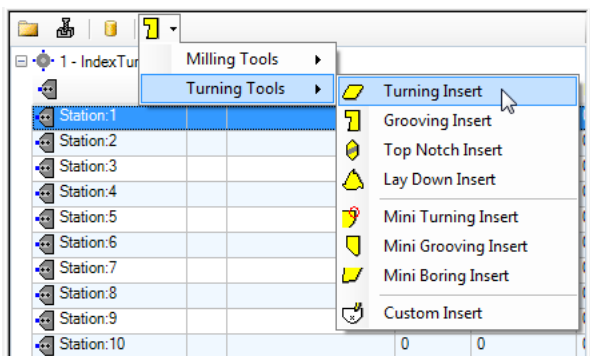 1 - IndexTur
Milling Tools
Turning Tools
Turning Insert
Grooving Insert
Top Notch Insert
Lay Down Insert
Mini Turning Insert
Mini Grooving Insert
Mini Boring Insert
Custom Insert
Station:1
Station:2
Station:3
Station:4
Station:5
Station:6
Station:7
Station:8
Station:9
Station:10 0 0